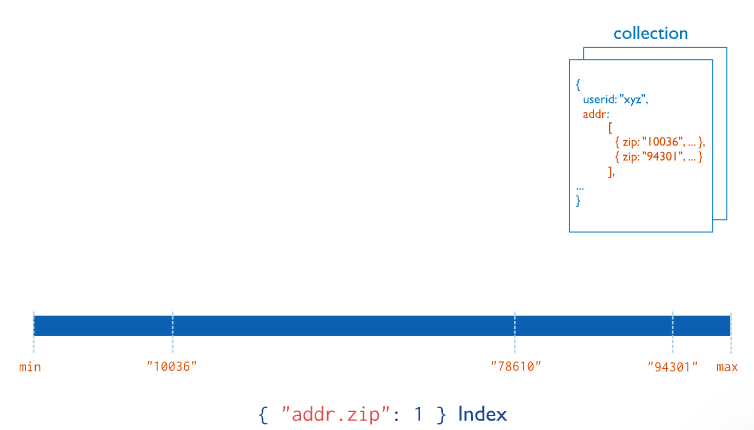 collection
{
userid: "xyz",
addr:
[
{ zip: "10036", ... },
{ zip: "94301", ... }
],
...
}
min "10036" "78610" "94301" max
{ "addr.zip": 1 } Index